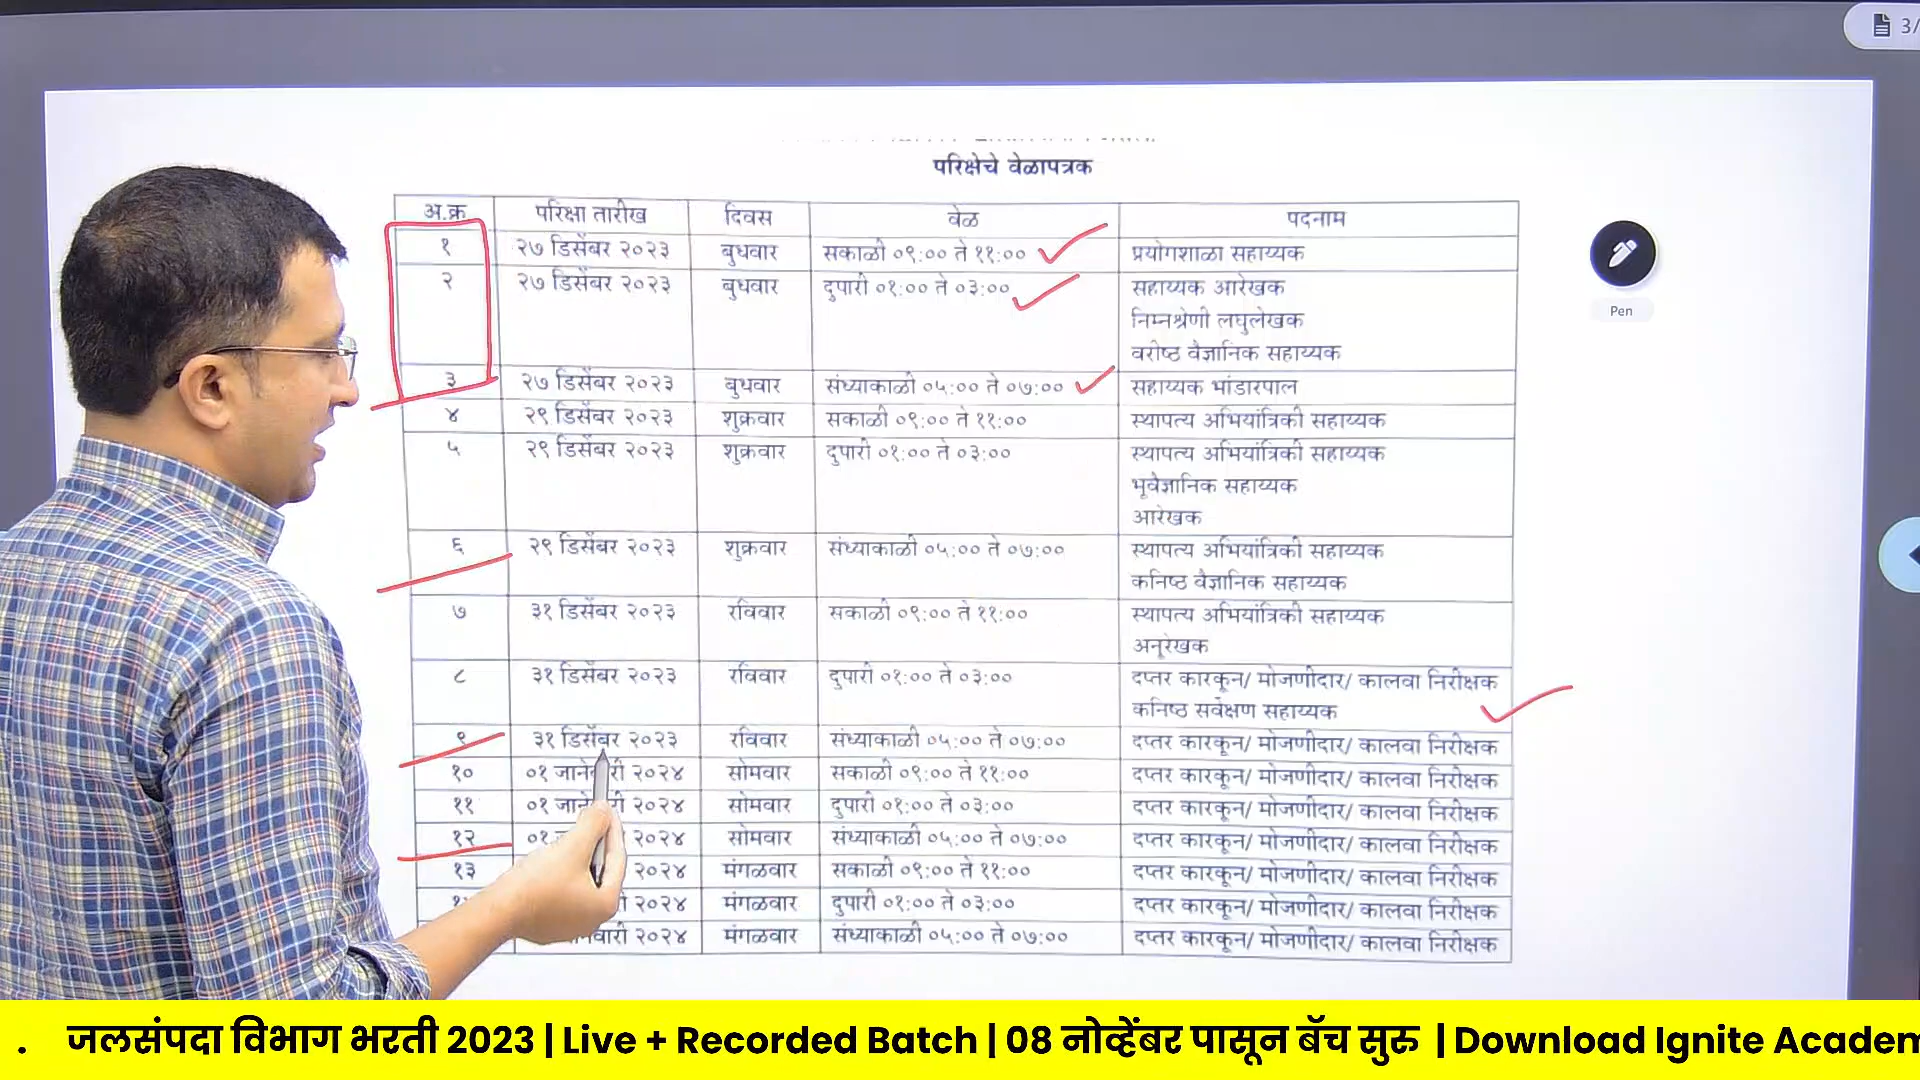 3/
परिक्षेचे वेळापत्रक
अ.क्र परिक्षा तारीख दिवस वेळ पदनाम
१ २७ डिसेंबर २०२३ बुधवार सकाळी ०९:०० ते ११:०० प्रयोगशाळा सहाय्यक
२ २७ डिसेंबर २०२३ बुधवार दुपारी ०१:०० ते ०३:०० सहाय्यक आरेखक
निम्नश्रेणी लघुलेखक
वरीष्ठ वैज्ञानिक सहाय्यक
३ २७ डिसेंबर २०२३ बुधवार संध्याकाळी ०५:०० ते ०७:०० सहाय्यक भांडारपाल
४ २९ डिसेंबर २०२३ शुक्रवार सकाळी ०९:०० ते ११:०० स्थापत्य अभियांत्रिकी सहाय्यक
५ २९ डिसेंबर २०२३ शुक्रवार दुपारी ०१:०० ते ०३:०० स्थापत्य अभियांत्रिकी सहाय्यक
भूवैज्ञानिक सहाय्यक
आरेखक
६ २९ डिसेंबर २०२३ शुक्रवार संध्याकाळी ०५:०० ते ०७:०० स्थापत्य अभियांत्रिकी सहाय्यक
कनिष्ठ वैज्ञानिक सहाय्यक
७ ३१ डिसेंबर २०२३ रविवार सकाळी ०९:०० ते ११:०० स्थापत्य अभियांत्रिकी सहाय्यक
अनुरेखक
८ ३१ डिसेंबर २०२३ रविवार दुपारी ०१:०० ते ०३:०० दप्तर कारकून/ मोजणीदार/ कालवा निरीक्षक
कनिष्ठ सर्वेक्षण सहाय्यक
९ ३१ डिसेंबर २०२३ रविवार संध्याकाळी ०५:०० ते ०७:०० दप्तर कारकून/ मोजणीदार/ कालवा निरीक्षक
१० ०१ जानेवारी २०२४ सोमवार सकाळी ०९:०० ते ११:०० दप्तर कारकून/ मोजणीदार/ कालवा निरीक्षक
११ ०१ २०२४ सोमवार दुपारी ०१:०० ते ०३:०० दप्तर कारकून/ मोजणीदार/ कालवा निरीक्षक
१२ ०१ २०२४ सोमवार संध्याकाळी ०५:०० ते ०७:०० दप्तर कारकून/ मोजणीदार/ कालवा निरीक्षक
१३ २०२४ मंगळवार सकाळी ०९:०० ते ११:०० दप्तर कारकून/ मोजणीदार/ कालवा निरीक्षक
२०२४ मंगळवार दुपारी ०१:०० ते ०३:०० दप्तर कारकून/ मोजणीदार/ कालवा निरीक्षक
२०२४ मंगळवार संध्याकाळी ०५:०० ते ०७:०० दप्तर कारकून/ मोजणीदार/ कालवा निरीक्षक
Pen
. जलसंपदा विभाग भरती 2023 | Live + Recorded Batch | 08 नोव्हेंबर पासून बॅच सुरु | Download Ignite Academ